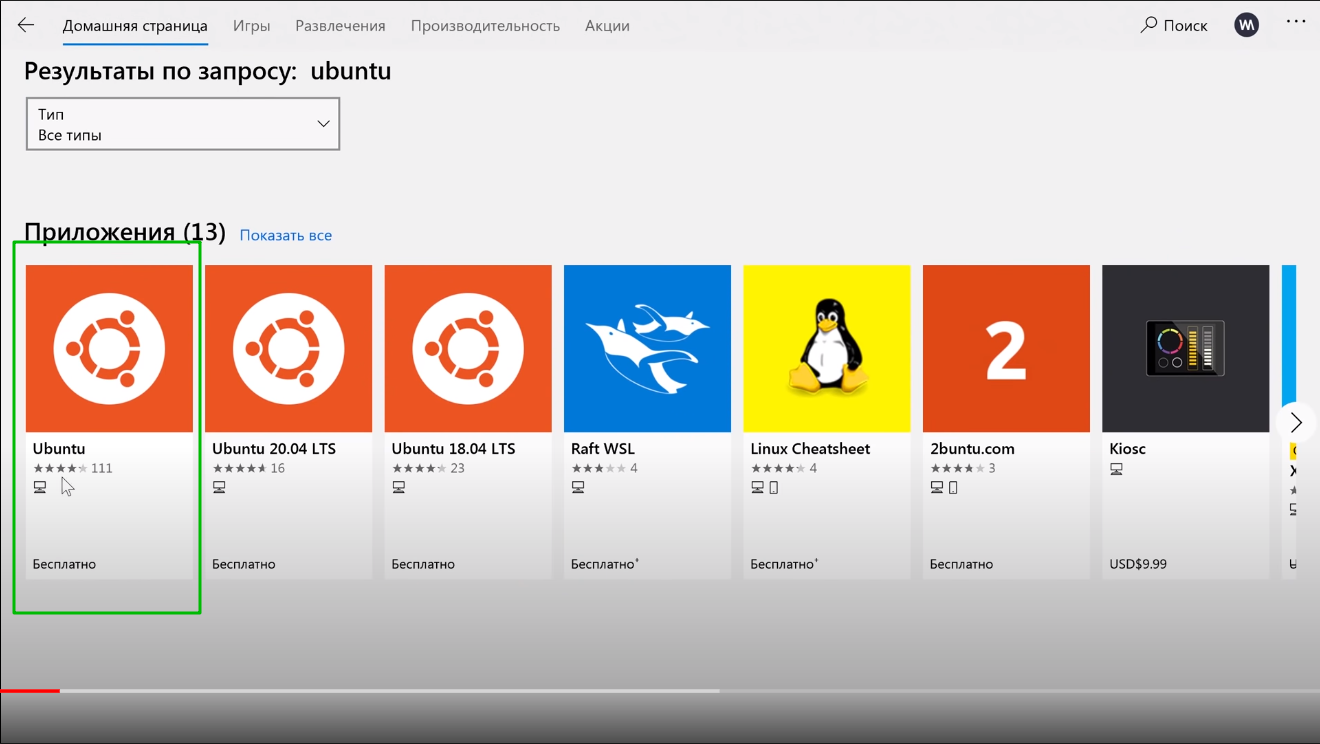 Домашняя страница Игры Развлечения Производительность Акции Поиск W
Результаты по запросу: ubuntu
Тип
Все типы
Приложения (13) Показать все
2
Ubuntu
111
Бесплатно
Ubuntu 20.04 LTS
16
Бесплатно
Ubuntu 18.04 LTS
23
Бесплатно
Raft WSL
4
Бесплатно+
Linux Cheatsheet
4
Бесплатно+
2buntu.com
3
Бесплатно
Kiosc
USD$9.99